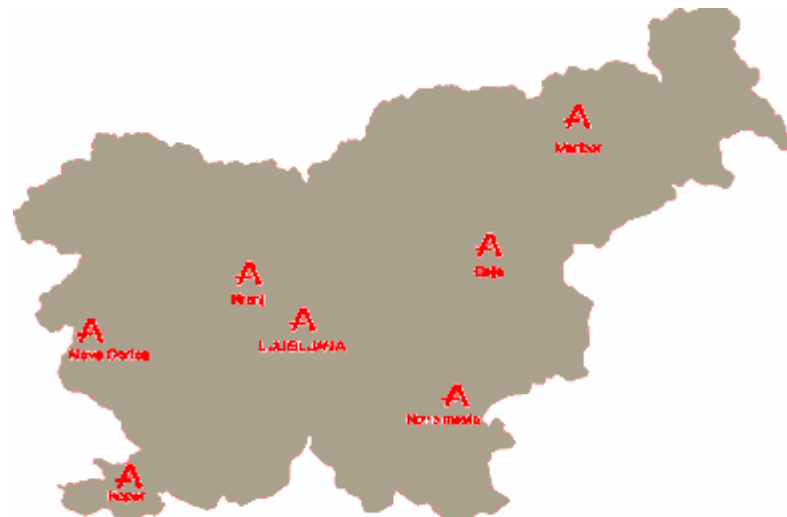 A
Maribor
A
Celje
A
Kranj
A
LJUBLJANA
A
Nova Gorica
A
Novo mesto
A
Koper